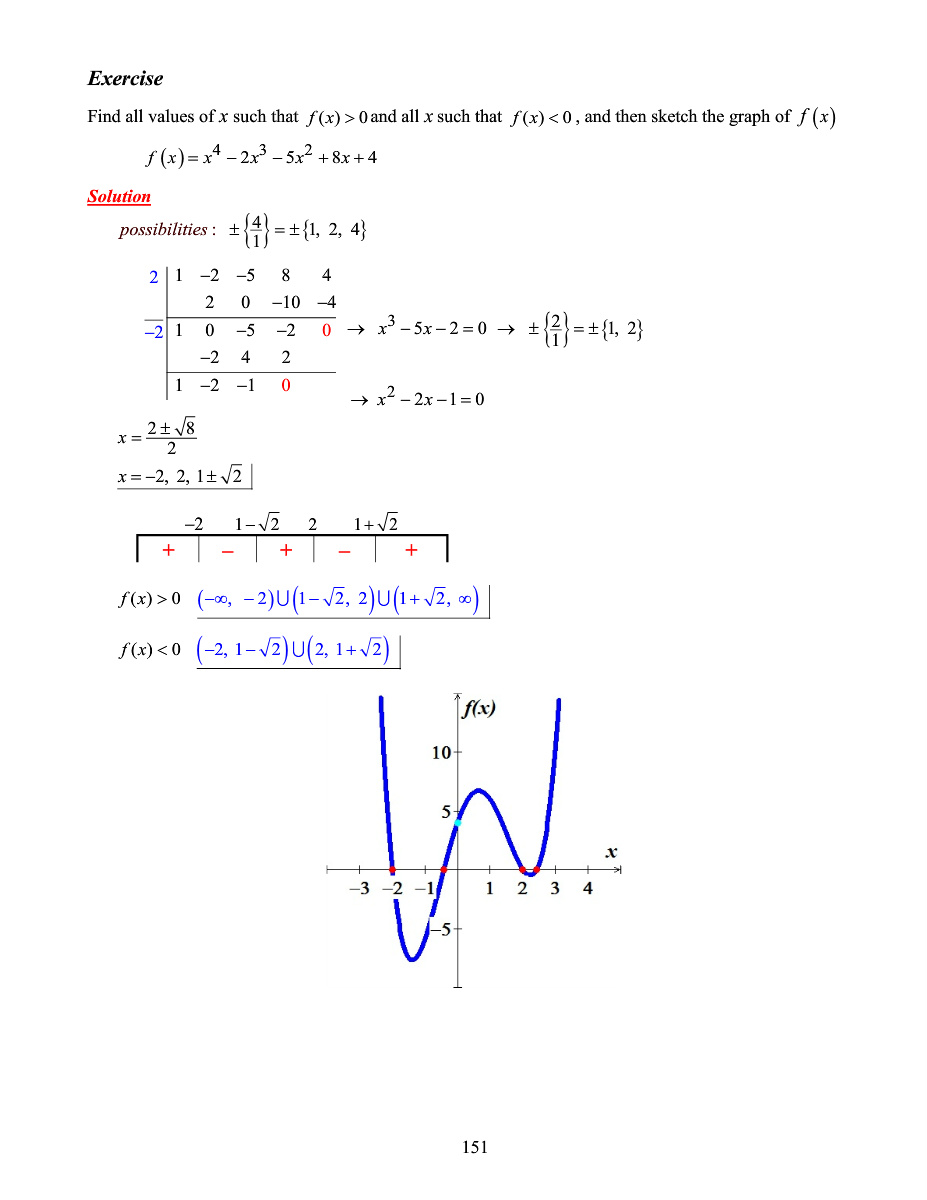 Exercise
Find all values of x such that f(x) > 0 and all x such that f(x) < 0 , and then sketch the graph of f(x)
f(x) = x⁴ − 2x³ − 5x² + 8x + 4
Solution
possibilities : ±{4/1} = ±{1, 2, 4}
2 | 1 −2 −5 8 4
2 0 −10 −4
−2 | 1 0 −5 −2 0 → x³ − 5x − 2 = 0 → ±{2/1} = ±{1, 2}
−2 4 2
1 −2 −1 0
→ x² − 2x − 1 = 0
x = (2 ± √8)/2
x = −2, 2, 1 ± √2
−2 1−√2 2 1+√2
+ − + − +
f(x) > 0 (−∞, −2)∪(1−√2, 2)∪(1+√2, ∞)
f(x) < 0 (−2, 1−√2)∪(2, 1+√2)
f(x)
10
5
x
−3 −2 −1 1 2 3 4
−5
151